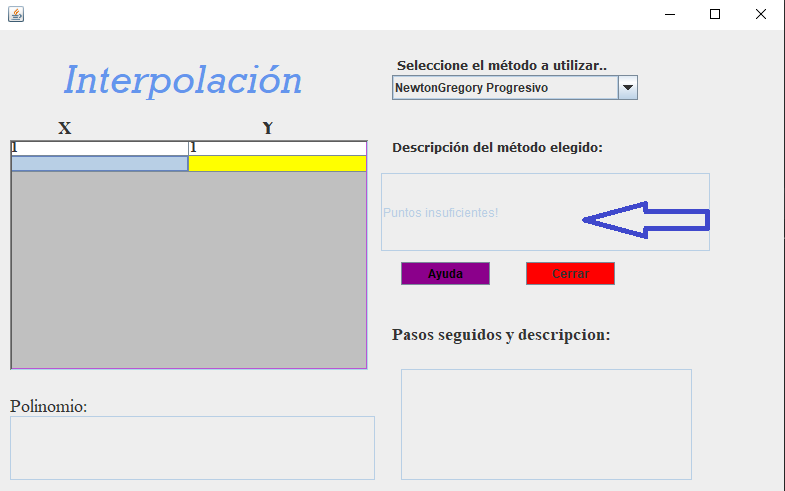 Interpolación
X Y
1 1
Polinomio:
Seleccione el método a utilizar..
NewtonGregory Progresivo
Descripción del método elegido:
Puntos insuficientes!
Ayuda Cerrar
Pasos seguidos y descripcion: